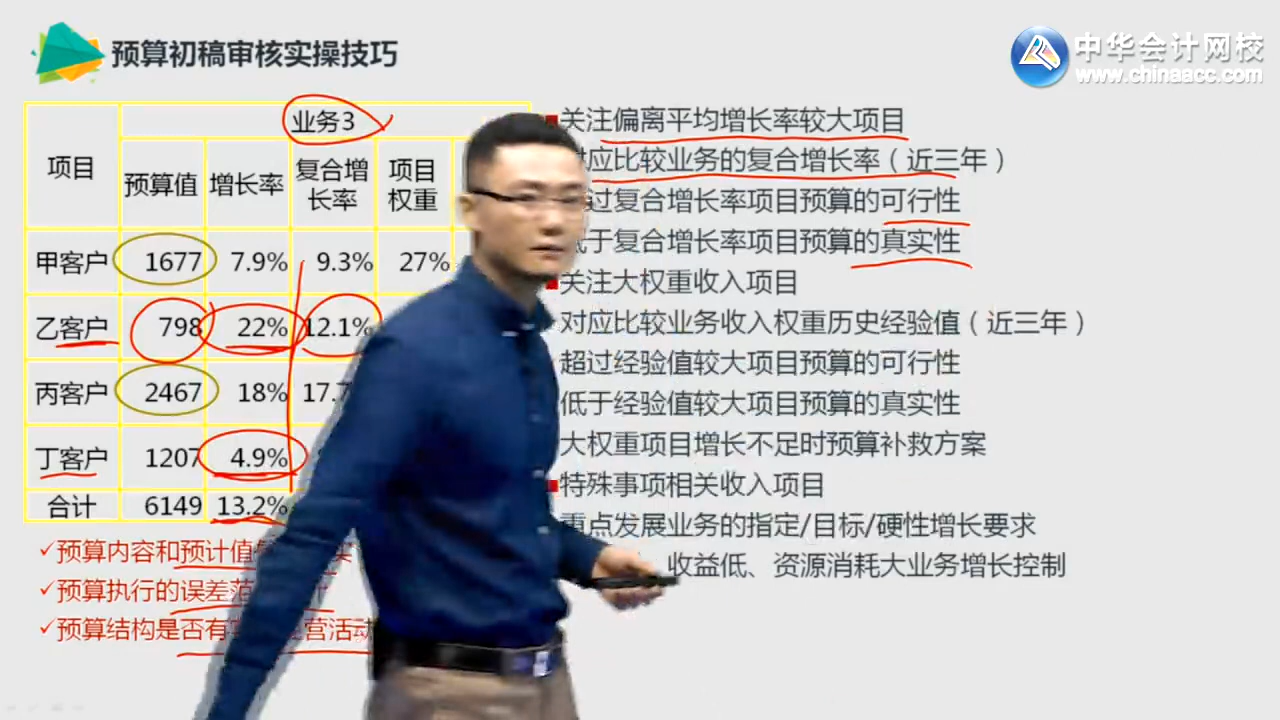 预算初稿审核实操技巧
中华会计网校
www.chinaacc.com
业务3
项目
预算值 增长率 复合增长率 项目权重
甲客户 1677 7.9% 9.3% 27%
乙客户 798 22% 12.1%
丙客户 2467 18% 17.7
丁客户 1207 4.9%
合计 6149 13.2%
✓预算内容和预计值
✓预算执行的误差范
✓预算结构是否有 营活动
关注偏离平均增长率较大项目
对应比较业务的复合增长率（近三年）
过复合增长率项目预算的可行性
低于复合增长率项目预算的真实性
关注大权重收入项目
对应比较业务收入权重历史经验值（近三年）
超过经验值较大项目预算的可行性
低于经验值较大项目预算的真实性
大权重项目增长不足时预算补救方案
特殊事项相关收入项目
重点发展业务的指定/目标/硬性增长要求
、收益低、资源消耗大业务增长控制